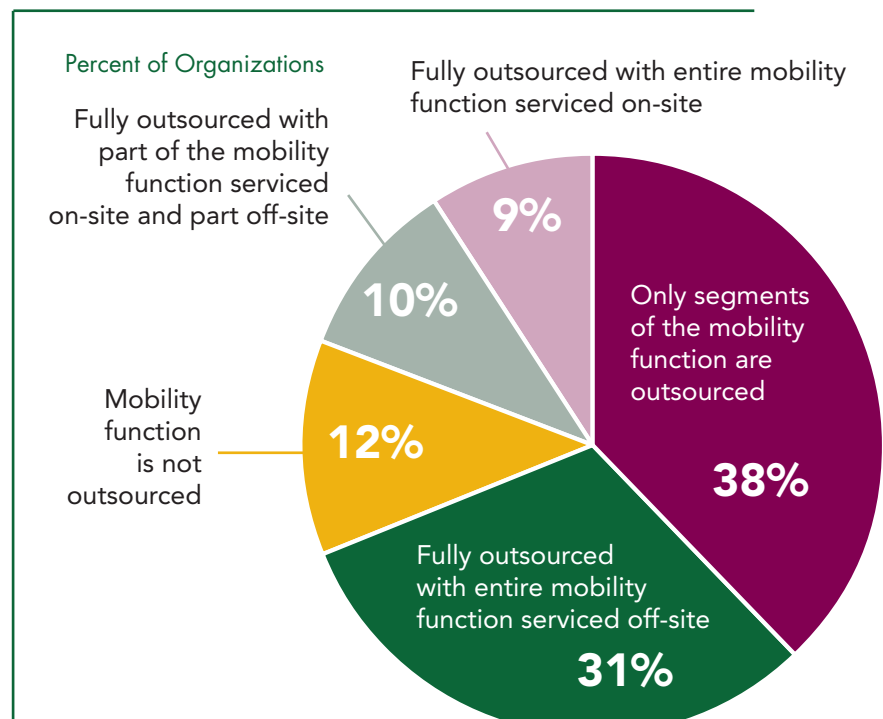 Percent of Organizations
Fully outsourced with entire mobility
function serviced on-site
Fully outsourced with
part of the mobility
function serviced
on-site and part off-site
9%
10%
Only segments
of the mobility
function are
outsourced
38%
Mobility
function
is not
outsourced
12%
Fully outsourced
with entire mobility
function serviced off-site
31%